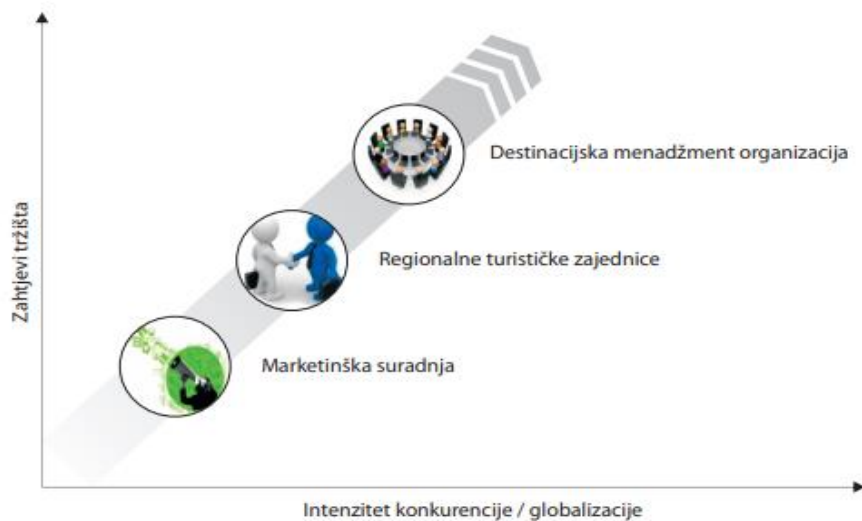 Zahtjevi tržišta
Destinacijska menadžment organizacija
Regionalne turističke zajednice
Marketinška suradnja
Intenzitet konkurencije / globalizacije